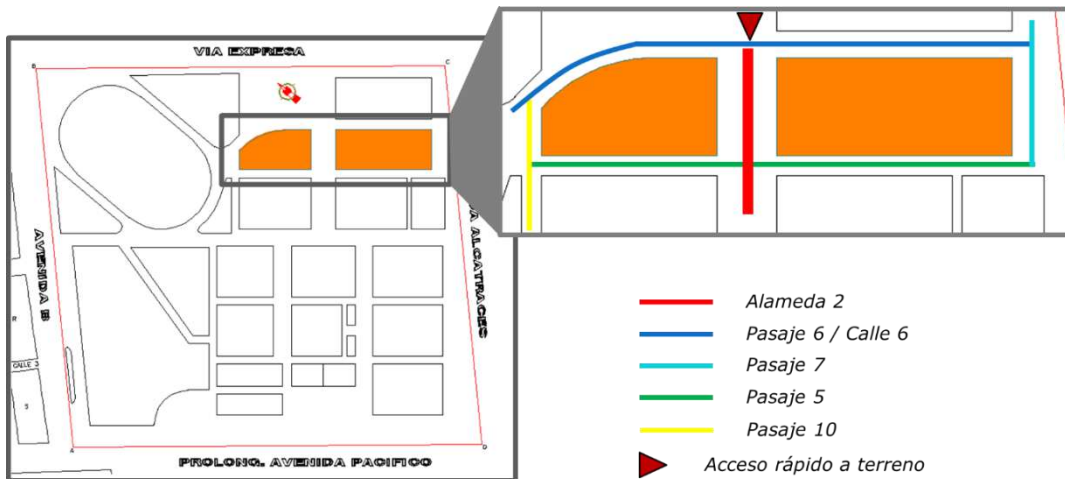 VIA EXPRESA
B
C
AVENIDA B
DA ALCATRACES
R
CALLE
S
A
D
PROLONG. AVENIDA PACIFICO
Alameda 2
Pasaje 6 / Calle 6
Pasaje 7
Pasaje 5
Pasaje 10
Acceso rápido a terreno